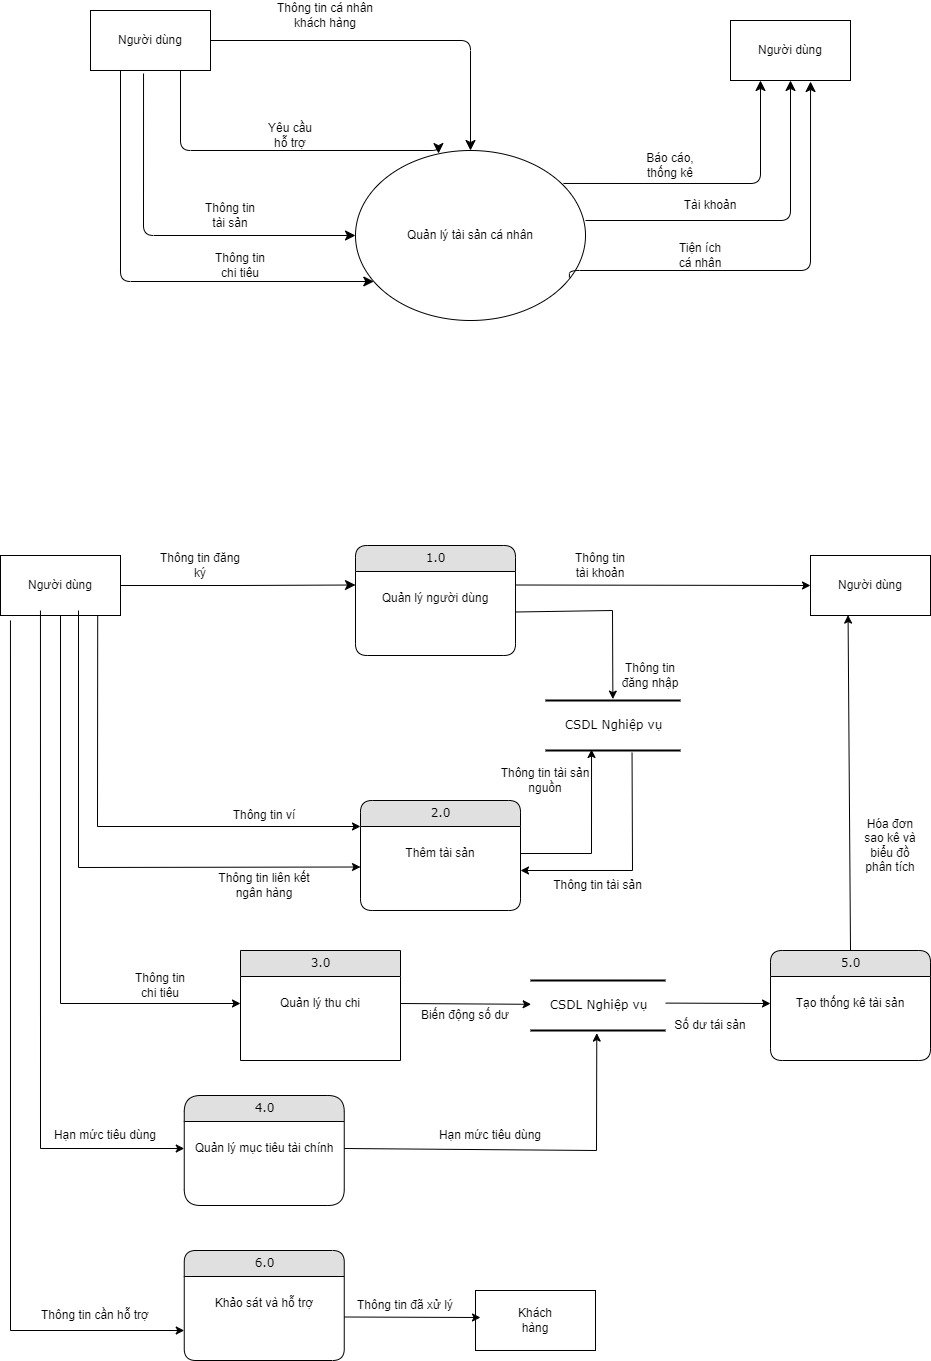 Thông tin cá nhân
khách hàng
Người dùng
Người dùng
Yêu cầu
hỗ trợ
Báo cáo,
thống kê
Thông tin
tài sản
Tài khoản
Quản lý tài sản cá nhân
Thông tin
chi tiêu
Tiện ích
cá nhân
Người dùng
Thông tin đăng
ký
1.0
Quản lý người dùng
Thông tin
tài khoản
Người dùng
Thông tin
đăng nhập
CSDL Nghiệp vụ
Thông tin tài sản
nguồn
Thông tin ví
2.0
Thêm tài sản
Thông tin liên kết
ngân hàng
Thông tin tài sản
Hóa đơn
sao kê và
biểu đồ
phân tích
Thông tin
chi tiêu
3.0
Quản lý thu chi
Biến động số dư
CSDL Nghiệp vụ
Số dư tái sản
5.0
Tạo thống kê tài sản
Hạn mức tiêu dùng
4.0
Quản lý mục tiêu tài chính
Hạn mức tiêu dùng
Thông tin cần hỗ trợ
6.0
Khảo sát và hỗ trợ
Thông tin đã xử lý
Khách
hàng